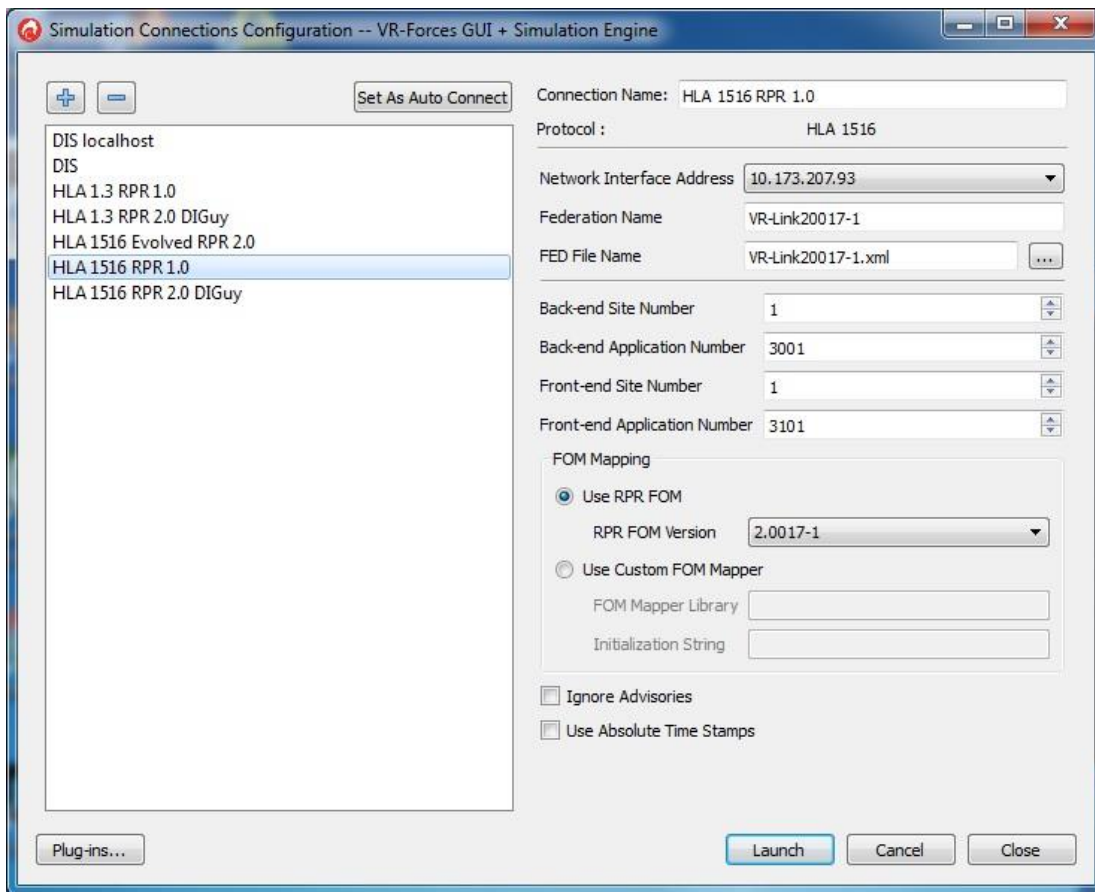 Simulation Connections Configuration -- VR-Forces GUI + Simulation Engine
Set As Auto Connect
DIS localhost
DIS
HLA 1.3 RPR 1.0
HLA 1.3 RPR 2.0 DIGuy
HLA 1516 Evolved RPR 2.0
HLA 1516 RPR 1.0
HLA 1516 RPR 2.0 DIGuy
Connection Name: HLA 1516 RPR 1.0
Protocol : HLA 1516
Network Interface Address 10.173.207.93
Federation Name VR-Link20017-1
FED File Name VR-Link20017-1.xml ...
Back-end Site Number 1
Back-end Application Number 3001
Front-end Site Number 1
Front-end Application Number 3101
FOM Mapping
Use RPR FOM
RPR FOM Version 2.0017-1
Use Custom FOM Mapper
FOM Mapper Library
Initialization String
Ignore Advisories
Use Absolute Time Stamps
Plug-ins... Launch Cancel Close